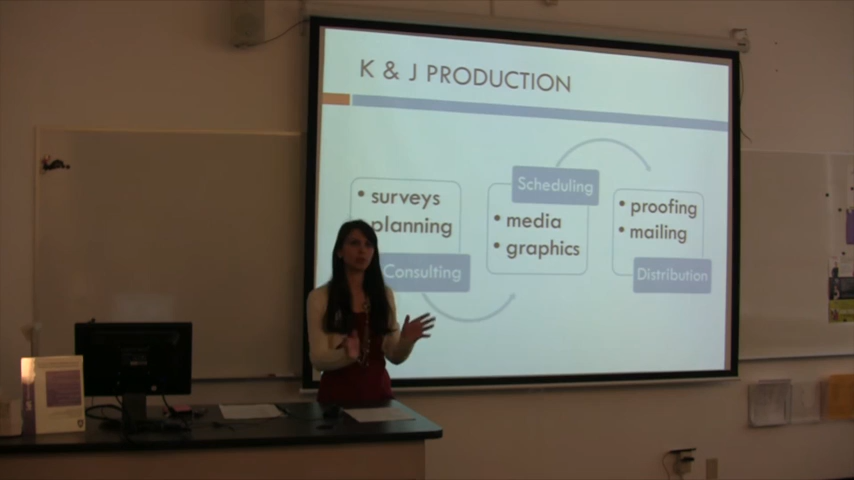 K & J PRODUCTION
• surveys
planning
Consulting
Scheduling
• media
• graphics
• proofing
• mailing
Distribution